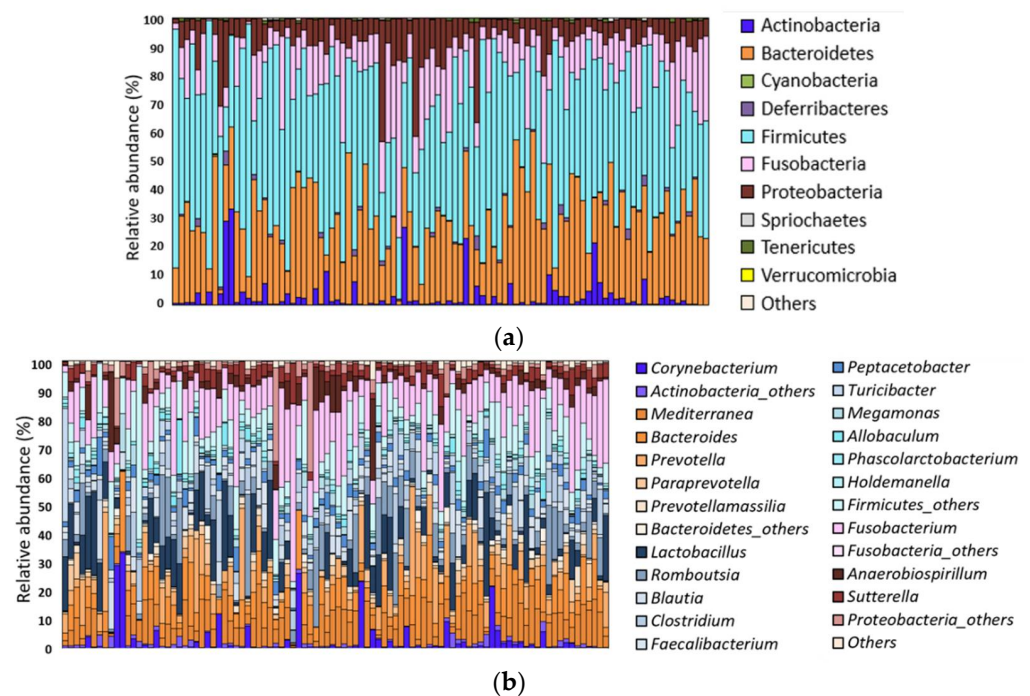 Relative abundance (%)
100
90
80
70
60
50
40
30
20
10
0
Actinobacteria
Bacteroidetes
Cyanobacteria
Deferribacteres
Firmicutes
Fusobacteria
Proteobacteria
Spriochaetes
Tenericutes
Verrucomicrobia
Others
(a)
Relative abundance (%)
100
90
80
70
60
50
40
30
20
10
0
Corynebacterium
Actinobacteria_others
Mediterranea
Bacteroides
Prevotella
Paraprevotella
Prevotellamassilia
Bacteroidetes_others
Lactobacillus
Romboutsia
Blautia
Clostridium
Faecalibacterium
Peptacetobacter
Turicibacter
Megamonas
Allobaculum
Phascolarctobacterium
Holdemanella
Firmicutes_others
Fusobacterium
Fusobacteria_others
Anaerobiospirillum
Sutterella
Proteobacteria_others
Others
(b)